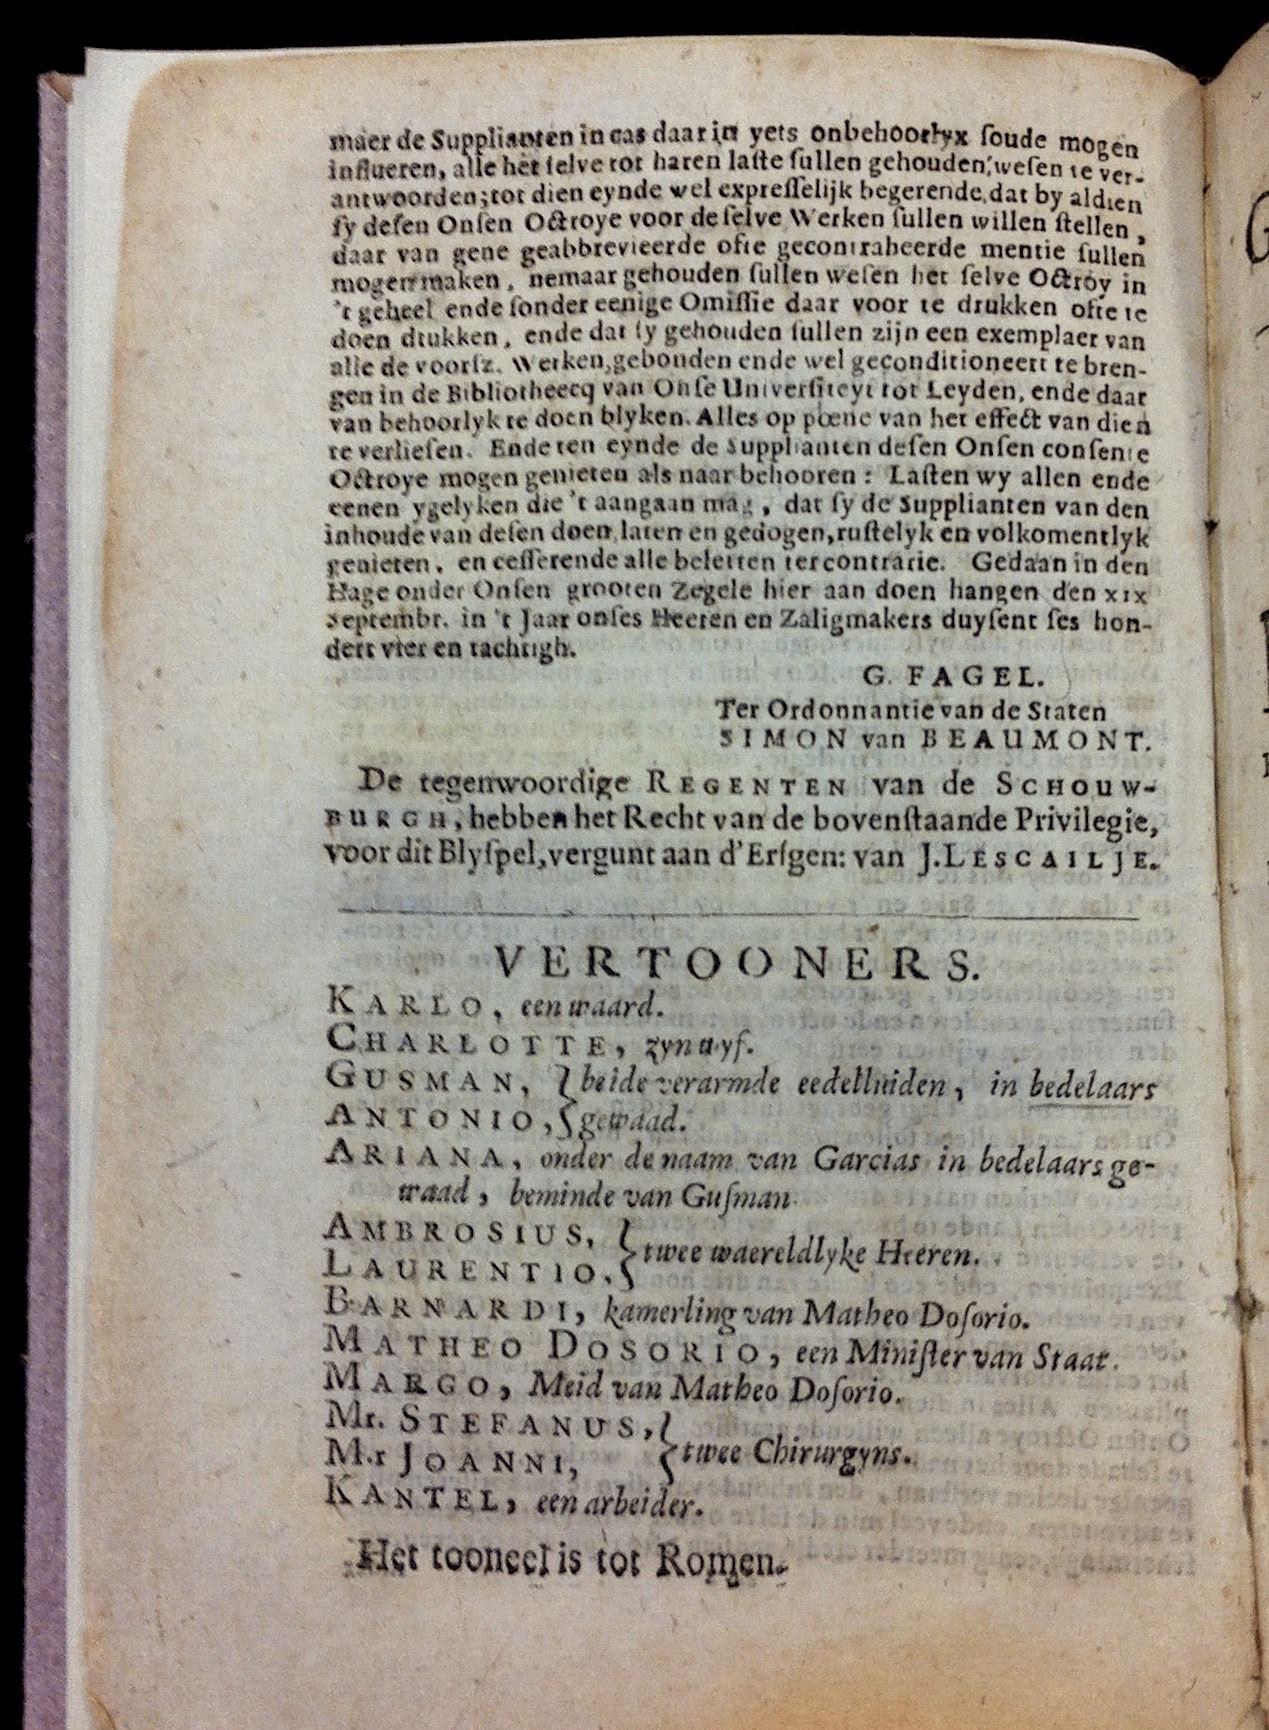 maer de Supplianten in cas daar in yets onbehoorlyx ſoude mogen
influeren, alle het ſelve tot haren laſte ſullen gehouden weſen te ver-
antwoorden; tot dien eynde wel expreſſelijk begerende, dat by aldien
ſy deſen Onſen Octroye voor de ſelve Werken ſullen willen ſtellen,
daar van gene geabbrevieerde ofte gecontraheerde mentie ſullen
mogen maken, nemaar gehouden ſullen weſen het ſelve Octroy in
't geheel ende ſonder eenige Omiſſie daar voor te drukken ofte te
doen drukken, ende dat ſy gehouden ſullen zijn een exemplaer van
alle de voorſz. Werken, gebonden ende wel geconditioneert te bren-
gen in de Bibliotheecq van Onſe Univerſiteyt tot Leyden, ende daar
van behoorlyk te doen blyken. Alles op pœne van het effect van dien
te verlieſen. Ende ten eynde de Supplianten deſen Onſen conſente
Octroye mogen genieten als naar behooren: Laſten wy allen ende
eenen ygelyken die 't aangaan mag, dat ſy de Supplianten van den
inhoude van deſen doen, laten en gedogen, ruſtelyk en volkomentlyk
genieten, en ceſſerende alle beletten ter contrarie. Gedaan in den
Hage onder Onſen grooten Zegele hier aan doen hangen den XIX
Septembr. in 't Jaar onſes Heeren en Zaligmakers duyſent ſes hon-
dert vier en tachtigh.
G. FAGEL.
Ter Ordonnantie van de Staten
SIMON van BEAUMONT.
De tegenwoordige REGENTEN van de SCHOUW-
BURGH, hebben het Recht van de bovenſtaande Privilegie,
voor dit Blyſpel, vergunt aan d'Erfgen: van J. LESCAILJE.
VERTOONERS.
KARLO, een waard.
CHARLOTTE, zyn wyf.
GUSMAN, } beide verarmde eedelluiden, in bedelaars
ANTONIO, } gewaad.
ARIANA, onder de naam van Garcias in bedelaars ge-
waad, beminde van Guſman.
AMBROSIUS, }
LAURENTIO, } twee waereldlyke Heeren.
BARNARDI, kamerling van Matheo Doſorio.
MATHEO DOSORIO, een Miniſter van Staat.
MARGO, Meid van Matheo Doſorio.
Mr. STEFANUS, }
M.r JOANNI, } twee Chirurgyns.
KANTEL, een arbeider.
Het tooneel is tot Romen.